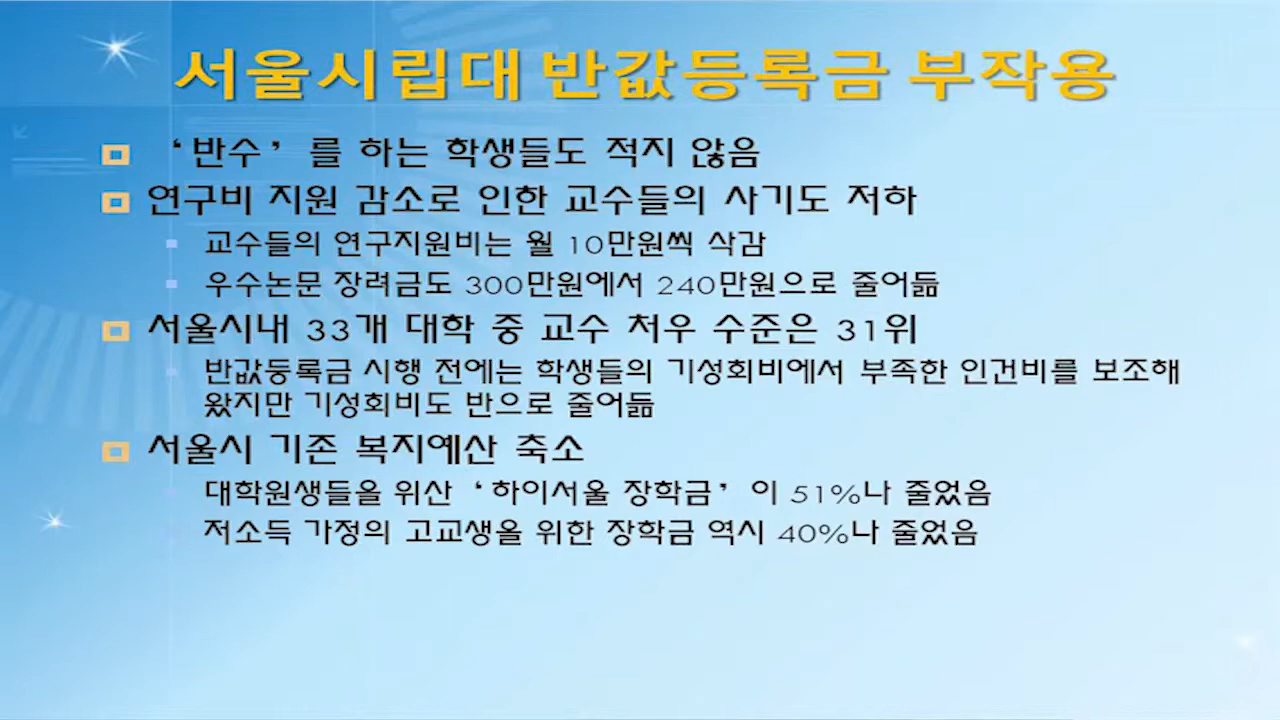 서울시립대 반값등록금 부작용
‘반수’를 하는 학생들도 적지 않음
연구비 지원 감소로 인한 교수들의 사기도 저하
교수들의 연구지원비는 월 10만원씩 삭감
우수논문 장려금도 300만원에서 240만원으로 줄어듦
서울시내 33개 대학 중 교수 처우 수준은 31위
반값등록금 시행 전에는 학생들의 기성회비에서 부족한 인건비를 보조해
왔지만 기성회비도 반으로 줄어듦
서울시 기존 복지예산 축소
대학원생들을 위산‘하이서울 장학금’이 51%나 줄었음
저소득 가정의 고교생을 위한 장학금 역시 40%나 줄었음